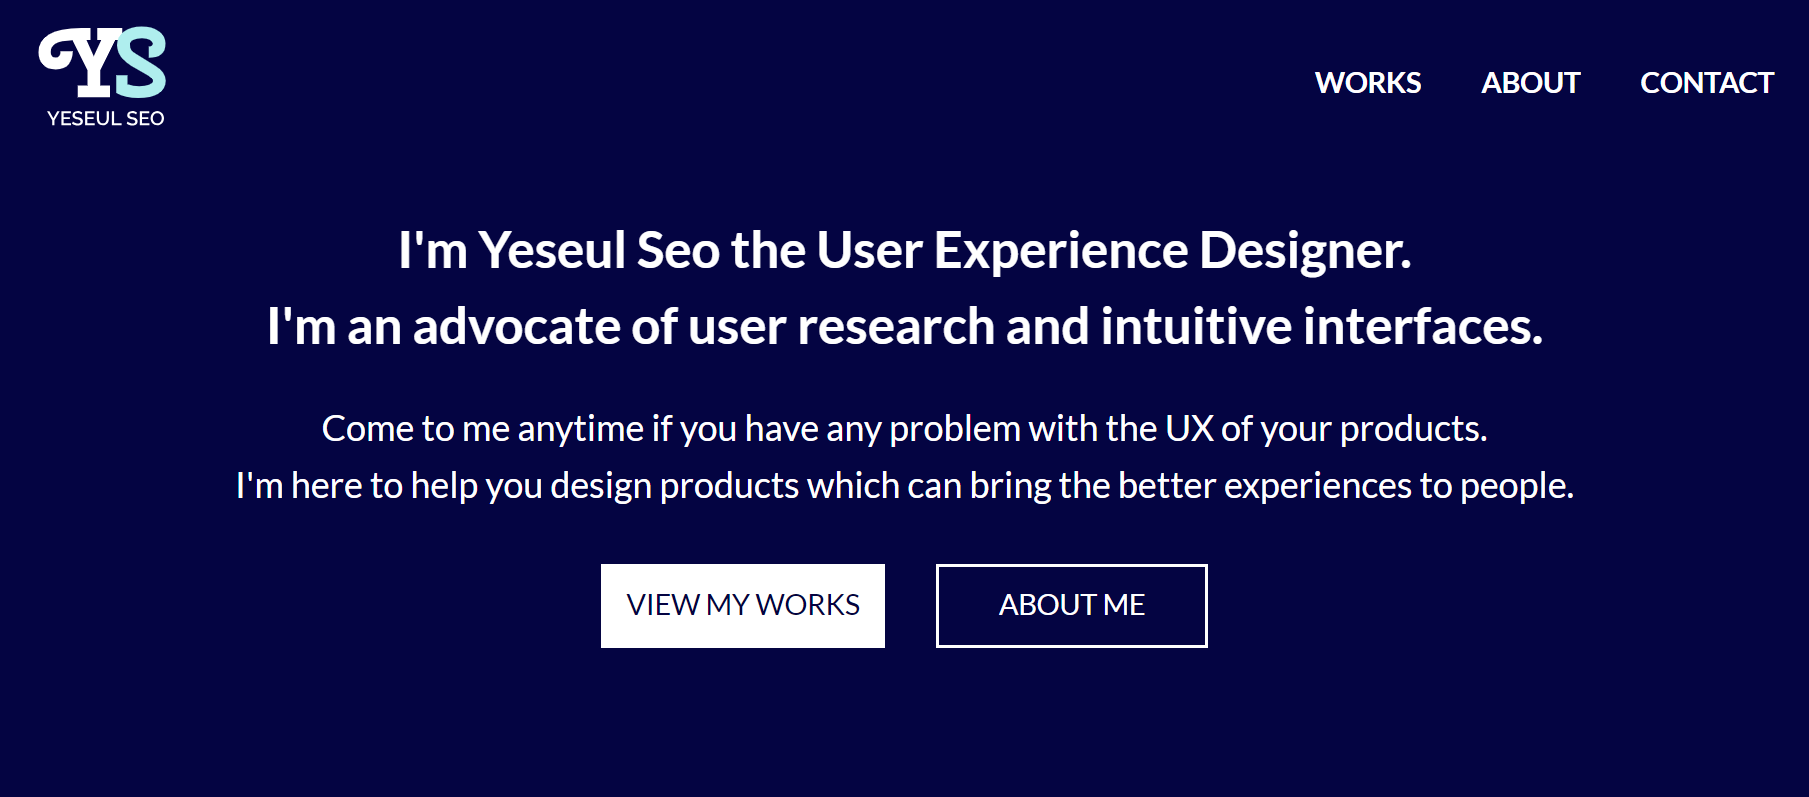 YS
YESEUL SEO
WORKS ABOUT CONTACT
I'm Yeseul Seo the User Experience Designer.
I'm an advocate of user research and intuitive interfaces.
Come to me anytime if you have any problem with the UX of your products.
I'm here to help you design products which can bring the better experiences to people.
VIEW MY WORKS ABOUT ME